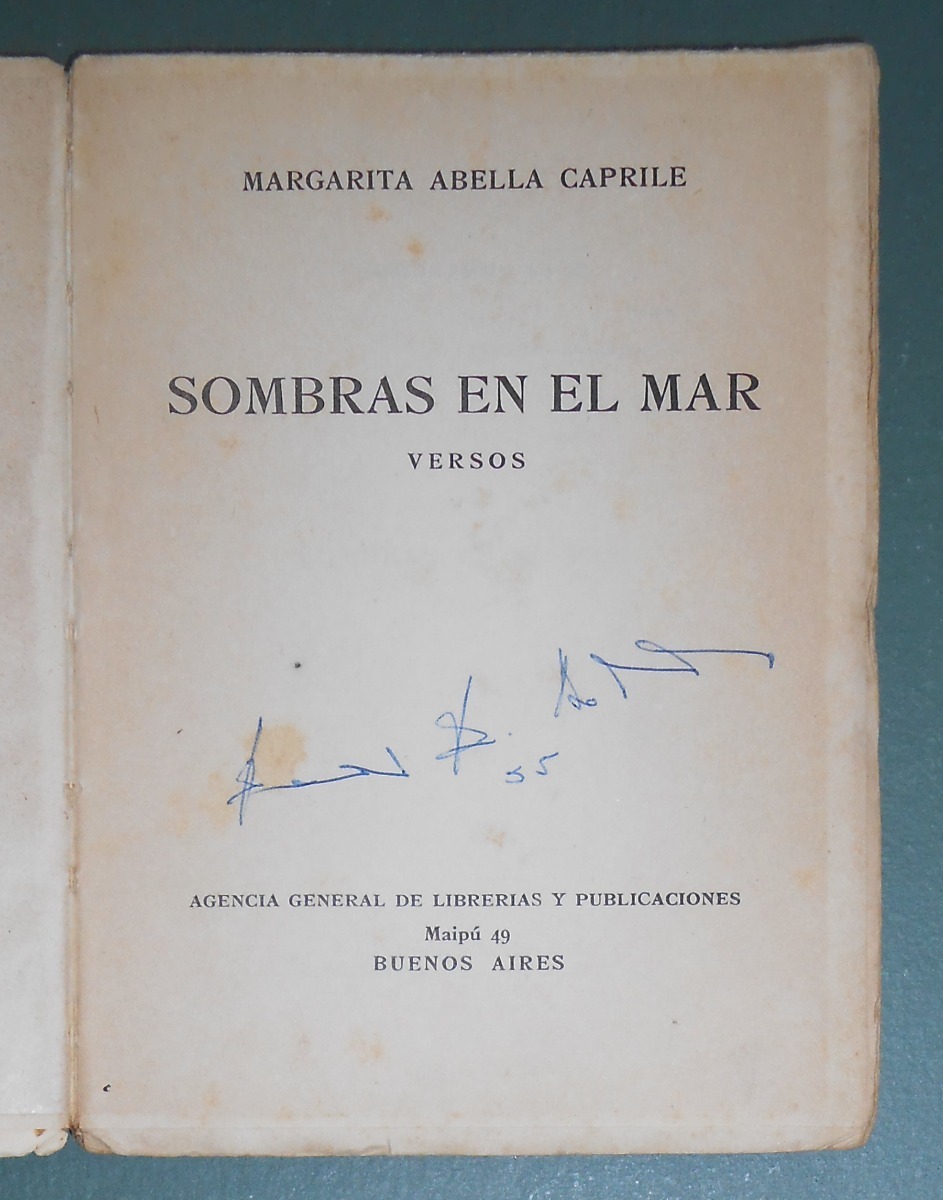 MARGARITA ABELLA CAPRILE
SOMBRAS EN EL MAR
VERSOS
55
AGENCIA GENERAL DE LIBRERIAS Y PUBLICACIONES
Maipú 49
BUENOS AIRES